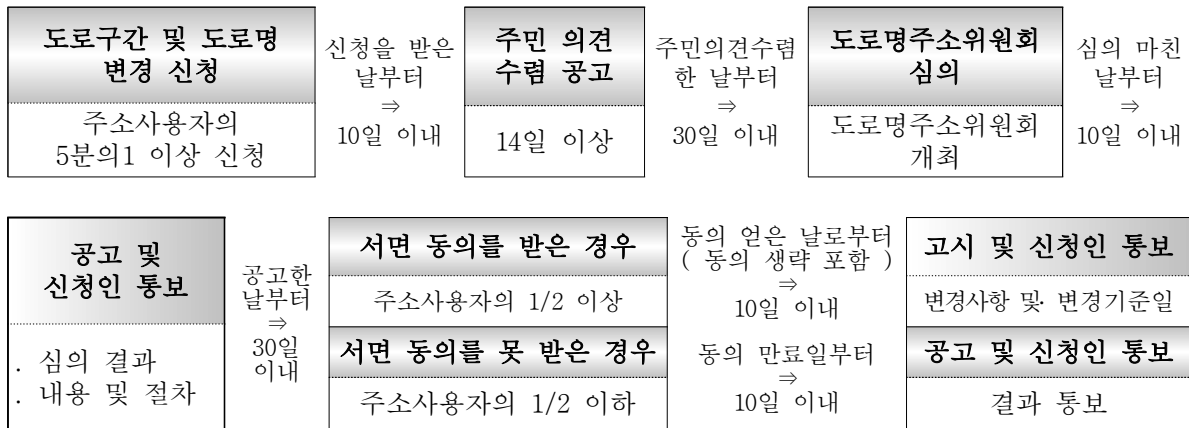 도로구간 및 도로명
변경 신청
주소사용자의
5분의1 이상 신청
신청을 받은
날부터
⇒
10일 이내
주민 의견
수렴 공고
14일 이상
주민의견수렴
한 날부터
⇒
30일 이내
도로명주소위원회
심의
도로명주소위원회
개최
심의 마친
날부터
⇒
10일 이내
공고 및
신청인 통보
. 심의 결과
. 내용 및 절차
공고한
날부터
⇒
30일
이내
서면 동의를 받은 경우
주소사용자의 1/2 이상
서면 동의를 못 받은 경우
주소사용자의 1/2 이하
동의 얻은 날로부터
( 동의 생략 포함 )
⇒
10일 이내
동의 만료일부터
⇒
10일 이내
고시 및 신청인 통보
변경사항 및 변경기준일
공고 및 신청인 통보
결과 통보